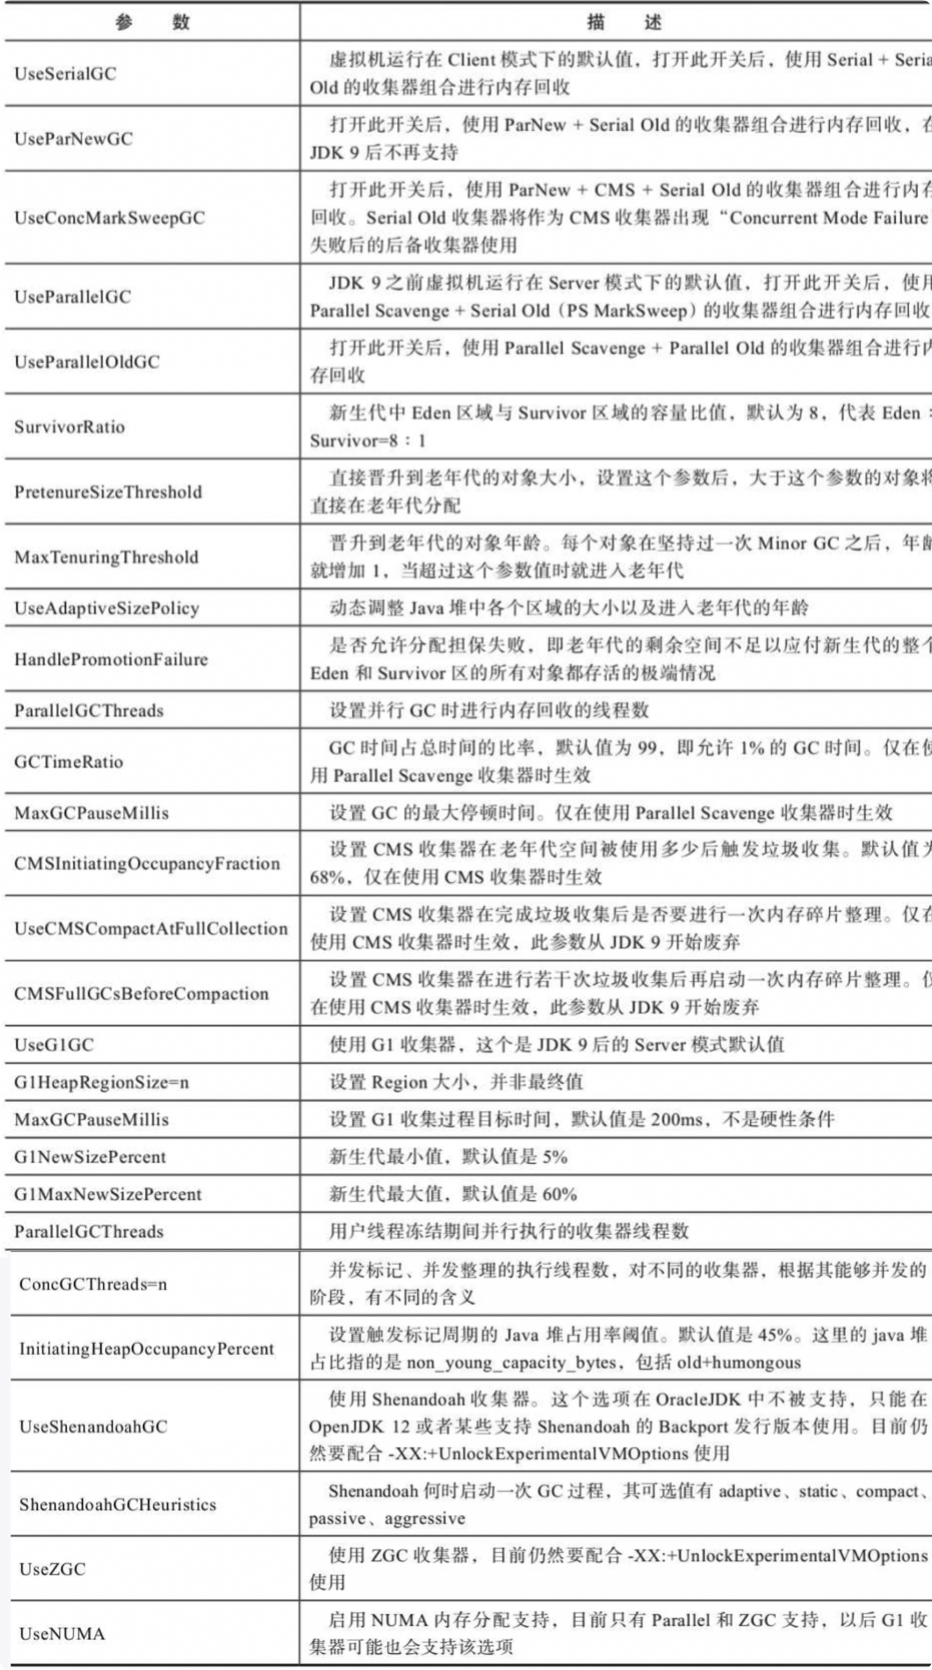 参 数 描 述
UseSerialGC 虚拟机运行在 Client 模式下的默认值，打开此开关后，使用 Serial + Seria
Old 的收集器组合进行内存回收
UseParNewGC 打开此开关后，使用 ParNew + Serial Old 的收集器组合进行内存回收，在
JDK 9 后不再支持
UseConcMarkSweepGC 打开此开关后，使用 ParNew + CMS + Serial Old 的收集器组合进行内存
回收。Serial Old 收集器将作为 CMS 收集器出现“Concurrent Mode Failure”
失败后的后备收集器使用
UseParallelGC JDK 9 之前虚拟机运行在 Server 模式下的默认值，打开此开关后，使用
Parallel Scavenge + Serial Old（PS MarkSweep）的收集器组合进行内存回收
UseParallelOldGC 打开此开关后，使用 Parallel Scavenge + Parallel Old 的收集器组合进行内
存回收
SurvivorRatio 新生代中 Eden 区域与 Survivor 区域的容量比值，默认为 8，代表 Eden：
Survivor=8：1
PretenureSizeThreshold 直接晋升到老年代的对象大小，设置这个参数后，大于这个参数的对象将
直接在老年代分配
MaxTenuringThreshold 晋升到老年代的对象年龄。每个对象在坚持过一次 Minor GC 之后，年龄
就增加 1，当超过这个参数值时就进入老年代
UseAdaptiveSizePolicy 动态调整 Java 堆中各个区域的大小以及进入老年代的年龄
HandlePromotionFailure 是否允许分配担保失败，即老年代的剩余空间不足以应付新生代的整个
Eden 和 Survivor 区的所有对象都存活的极端情况
ParallelGCThreads 设置并行 GC 时进行内存回收的线程数
GCTimeRatio GC 时间占总时间的比率，默认值为 99，即允许 1% 的 GC 时间。仅在使
用 Parallel Scavenge 收集器时生效
MaxGCPauseMillis 设置 GC 的最大停顿时间。仅在使用 Parallel Scavenge 收集器时生效
CMSInitiatingOccupancyFraction 设置 CMS 收集器在老年代空间被使用多少后触发垃圾收集。默认值为
68%，仅在使用 CMS 收集器时生效
UseCMSCompactAtFullCollection 设置 CMS 收集器在完成垃圾收集后是否要进行一次内存碎片整理。仅在
使用 CMS 收集器时生效，此参数从 JDK 9 开始废弃
CMSFullGCsBeforeCompaction 设置 CMS 收集器在进行若干次垃圾收集后再启动一次内存碎片整理。仅
在使用 CMS 收集器时生效，此参数从 JDK 9 开始废弃
UseG1GC 使用 G1 收集器，这个是 JDK 9 后的 Server 模式默认值
G1HeapRegionSize=n 设置 Region 大小，并非最终值
MaxGCPauseMillis 设置 G1 收集过程目标时间，默认值是 200ms，不是硬性条件
G1NewSizePercent 新生代最小值，默认值是 5%
G1MaxNewSizePercent 新生代最大值，默认值是 60%
ParallelGCThreads 用户线程冻结期间并行执行的收集器线程数
ConcGCThreads=n 并发标记、并发整理的执行线程数，对不同的收集器，根据其能够并发的
阶段，有不同的含义
InitiatingHeapOccupancyPercent 设置触发标记周期的 Java 堆占用率阈值。默认值是 45%。这里的 java 堆
占比指的是 non_young_capacity_bytes，包括 old+humongous
UseShenandoahGC 使用 Shenandoah 收集器。这个选项在 OracleJDK 中不被支持，只能在
OpenJDK 12 或者某些支持 Shenandoah 的 Backport 发行版本使用。目前仍
然要配合 -XX:+UnlockExperimentalVMOptions 使用
ShenandoahGCHeuristics Shenandoah 何时启动一次 GC 过程，其可选值有 adaptive、static、compact、
passive、aggressive
UseZGC 使用 ZGC 收集器，目前仍然要配合 -XX:+UnlockExperimentalVMOptions
使用
UseNUMA 启用 NUMA 内存分配支持，目前只有 Parallel 和 ZGC 支持，以后 G1 收
集器可能也会支持该选项